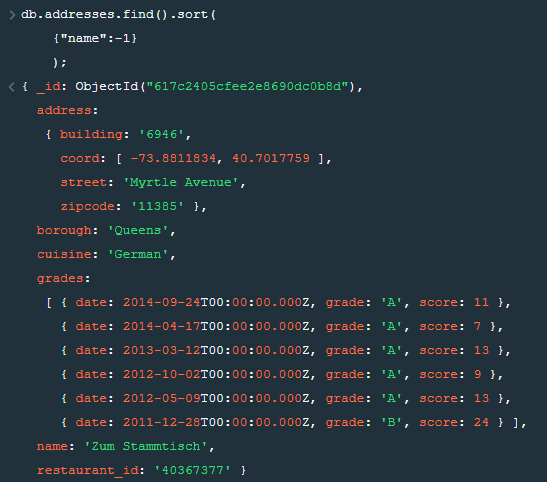 > db.addresses.find().sort(
{"name":-1}
);
< { _id: ObjectId("617c2405cfee2e8690dc0b8d"),
address:
{ building: '6946',
coord: [ -73.8811834, 40.7017759 ],
street: 'Myrtle Avenue',
zipcode: '11385' },
borough: 'Queens',
cuisine: 'German',
grades:
[ { date: 2014-09-24T00:00:00.000Z, grade: 'A', score: 11 },
{ date: 2014-04-17T00:00:00.000Z, grade: 'A', score: 7 },
{ date: 2013-03-12T00:00:00.000Z, grade: 'A', score: 13 },
{ date: 2012-10-02T00:00:00.000Z, grade: 'A', score: 9 },
{ date: 2012-05-09T00:00:00.000Z, grade: 'A', score: 13 },
{ date: 2011-12-28T00:00:00.000Z, grade: 'B', score: 24 } ],
name: 'Zum Stammtisch',
restaurant_id: '40367377' }